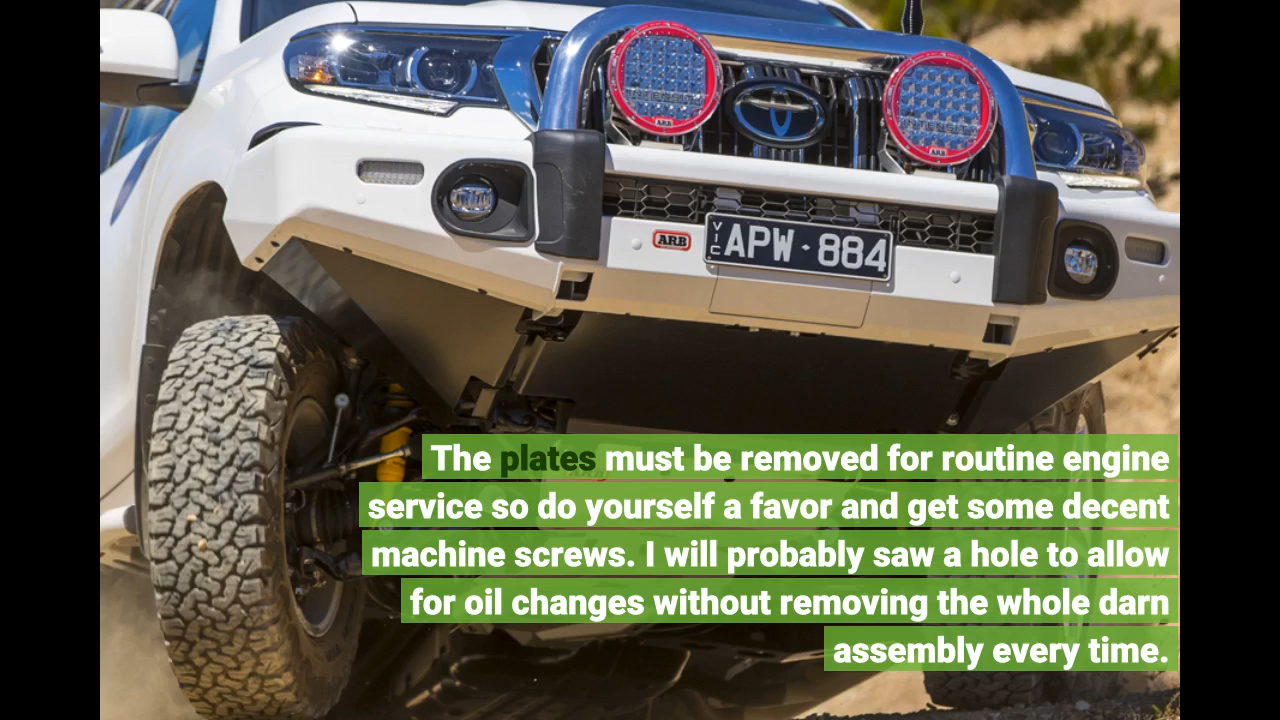 ARB
ARB
VIC
APW·884
ARB
The plates must be removed for routine engine
service so do yourself a favor and get some decent
machine screws. I will probably saw a hole to allow
for oil changes without removing the whole darn
assembly every time.